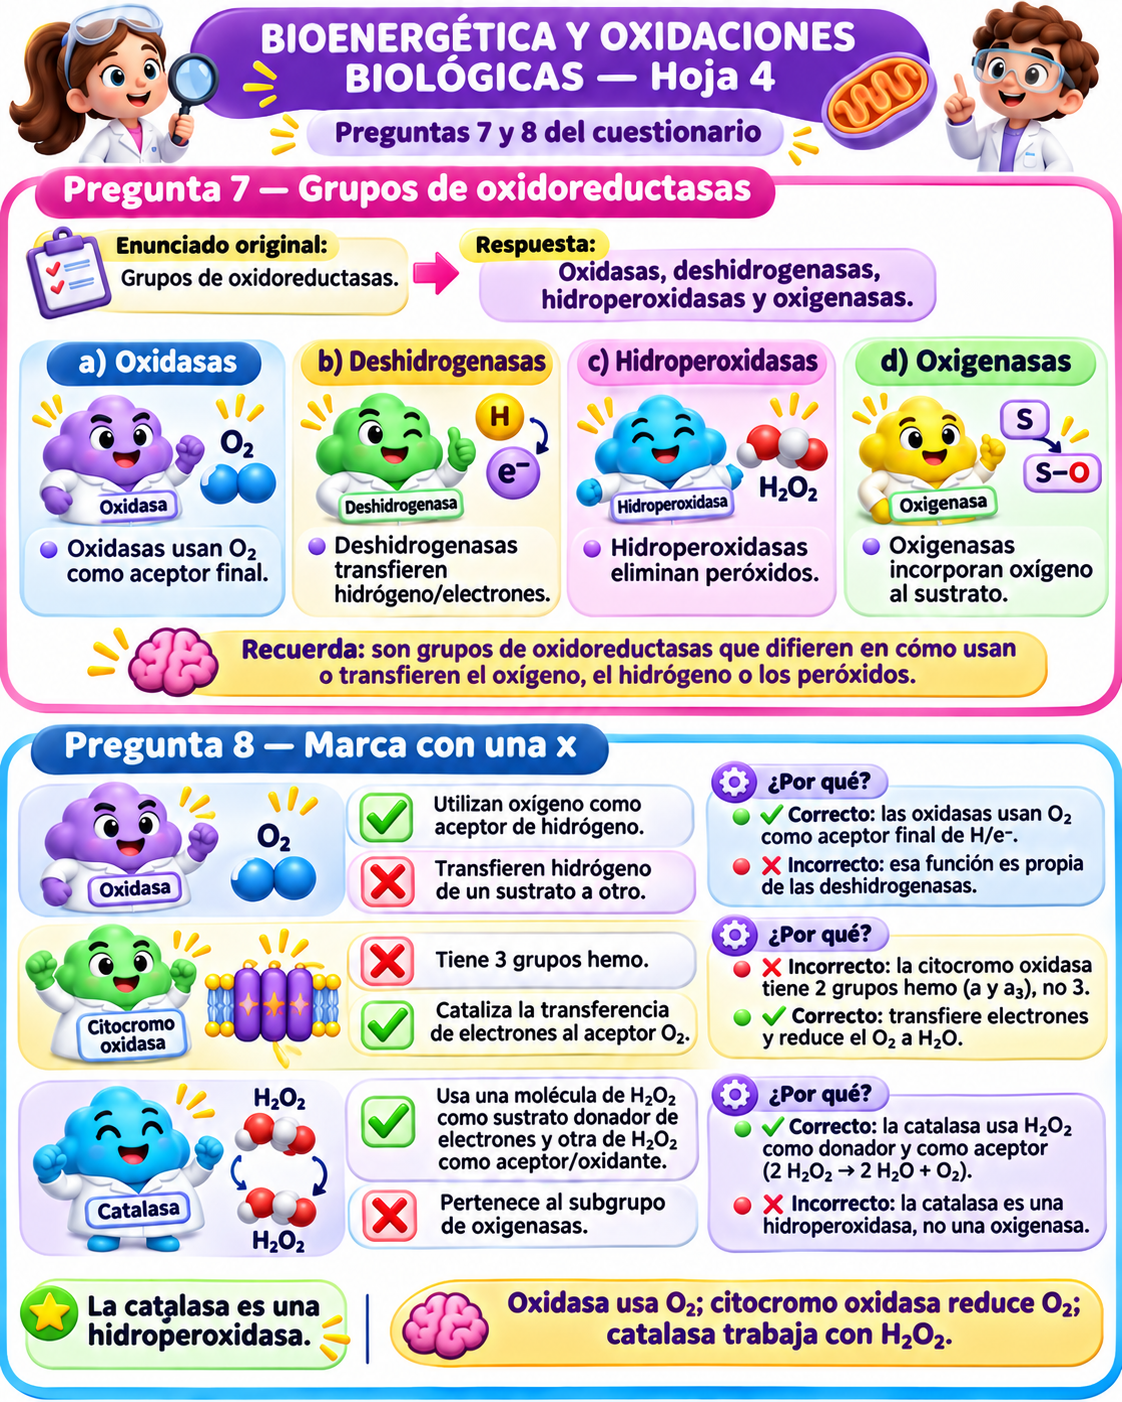 BIOENERGÉTICA Y OXIDACIONES
BIOLÓGICAS — Hoja 4
Preguntas 7 y 8 del cuestionario
Pregunta 7 — Grupos de oxidoreductasas
Enunciado original:
Grupos de oxidoreductasas.
Respuesta:
Oxidasas, deshidrogenasas,
hidroperoxidasas y oxigenasas.
a) Oxidasas
O₂
Oxidasa
Oxidasas usan O₂
como aceptor final.
b) Deshidrogenasas
H
e⁻
Deshidrogenasa
Deshidrogenasas
transfieren
hidrógeno/electrones.
c) Hidroperoxidasas
H₂O₂
Hidroperoxidasa
Hidroperoxidasas
eliminan peróxidos.
d) Oxigenasas
S
S–O
Oxigenasa
Oxigenasas
incorporan oxígeno
al sustrato.
Recuerda: son grupos de oxidoreductasas que difieren en cómo usan
o transfieren el oxígeno, el hidrógeno o los peróxidos.
Pregunta 8 — Marca con una x
Oxidasa
O₂
Utilizan oxígeno como
aceptor de hidrógeno.
Transfieren hidrógeno
de un sustrato a otro.
¿Por qué?
✓ Correcto: las oxidasas usan O₂
como aceptor final de H/e⁻.
✗ Incorrecto: esa función es propia
de las deshidrogenasas.
Citocromo
oxidasa
Tiene 3 grupos hemo.
Cataliza la transferencia
de electrones al aceptor O₂.
¿Por qué?
✗ Incorrecto: la citocromo oxidasa
tiene 2 grupos hemo (a y a₃), no 3.
✓ Correcto: transfiere electrones
y reduce el O₂ a H₂O.
Catalasa
H₂O₂
H₂O₂
Usa una molécula de H₂O₂
como sustrato donador de
electrones y otra de H₂O₂
como aceptor/oxidante.
Pertenece al subgrupo
de oxigenasas.
¿Por qué?
✓ Correcto: la catalasa usa H₂O₂
como donador y como aceptor
(2 H₂O₂ → 2 H₂O + O₂).
✗ Incorrecto: la catalasa es una
hidroperoxidasa, no una oxigenasa.
La catalasa es una
hidroperoxidasa.
Oxidasa usa O₂; citocromo oxidasa reduce O₂;
catalasa trabaja con H₂O₂.